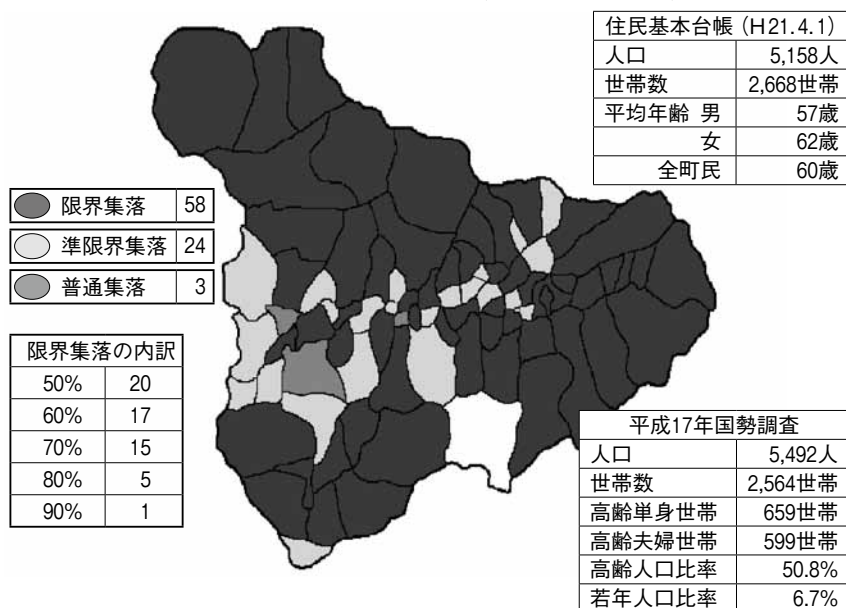 住民基本台帳(H21.4.1)
人口 5,158人
世帯数 2,668世帯
平均年齢 男 57歳
女 62歳
全町民 60歳
限界集落 58
準限界集落 24
普通集落 3
限界集落の内訳
50% 20
60% 17
70% 15
80% 5
90% 1
平成17年国勢調査
人口 5,492人
世帯数 2,564世帯
高齢単身世帯 659世帯
高齢夫婦世帯 599世帯
高齢人口比率 50.8%
若年人口比率 6.7%